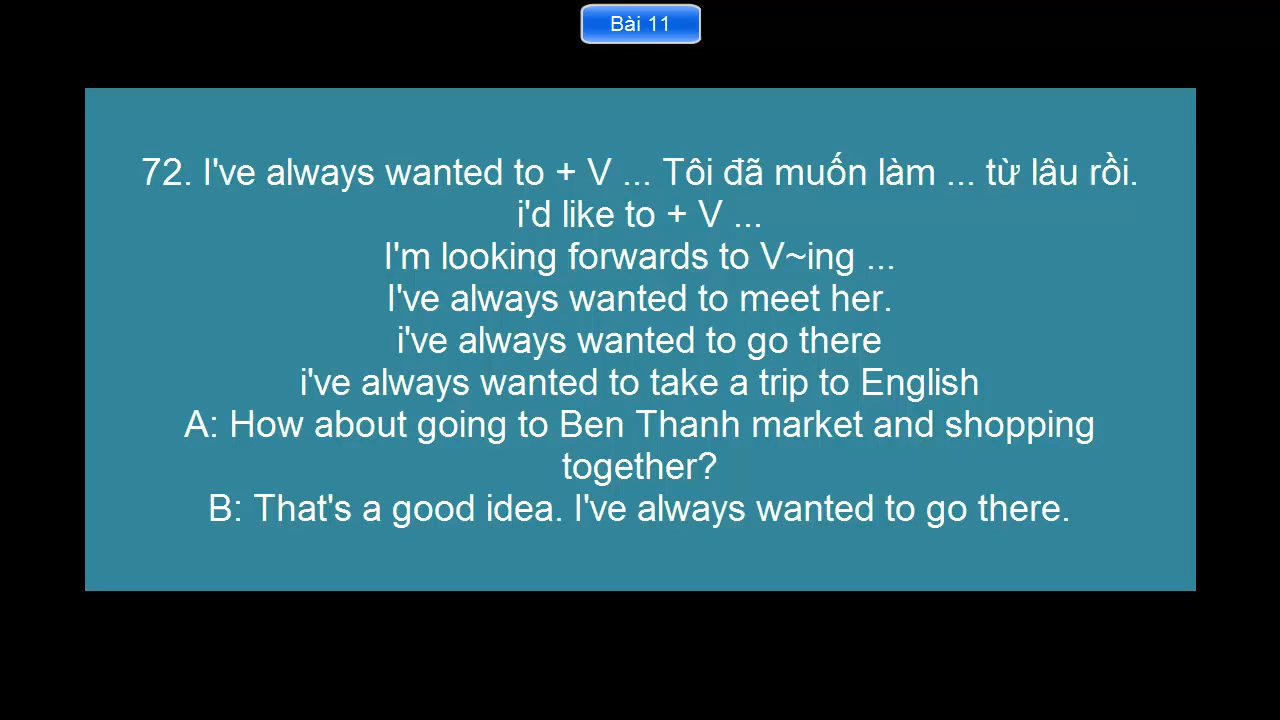 Bài 11
72. I've always wanted to + V ... Tôi đã muốn làm ... từ lâu rồi.
i'd like to + V ...
I'm looking forwards to V~ing ...
I've always wanted to meet her.
i've always wanted to go there
i've always wanted to take a trip to English
A: How about going to Ben Thanh market and shopping
together?
B: That's a good idea. I've always wanted to go there.